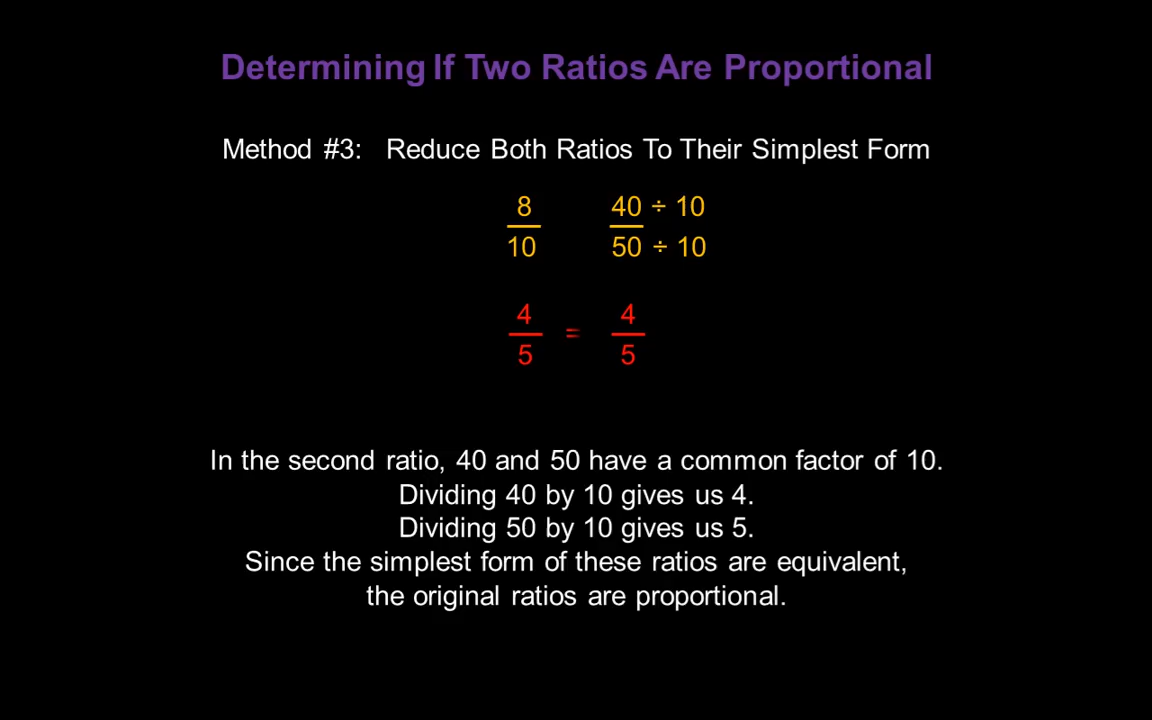 Determining If Two Ratios Are Proportional
Method #3: Reduce Both Ratios To Their Simplest Form
8 40 ÷ 10
10 50 ÷ 10
4 = 4
5 5
In the second ratio, 40 and 50 have a common factor of 10.
Dividing 40 by 10 gives us 4.
Dividing 50 by 10 gives us 5.
Since the simplest form of these ratios are equivalent,
the original ratios are proportional.